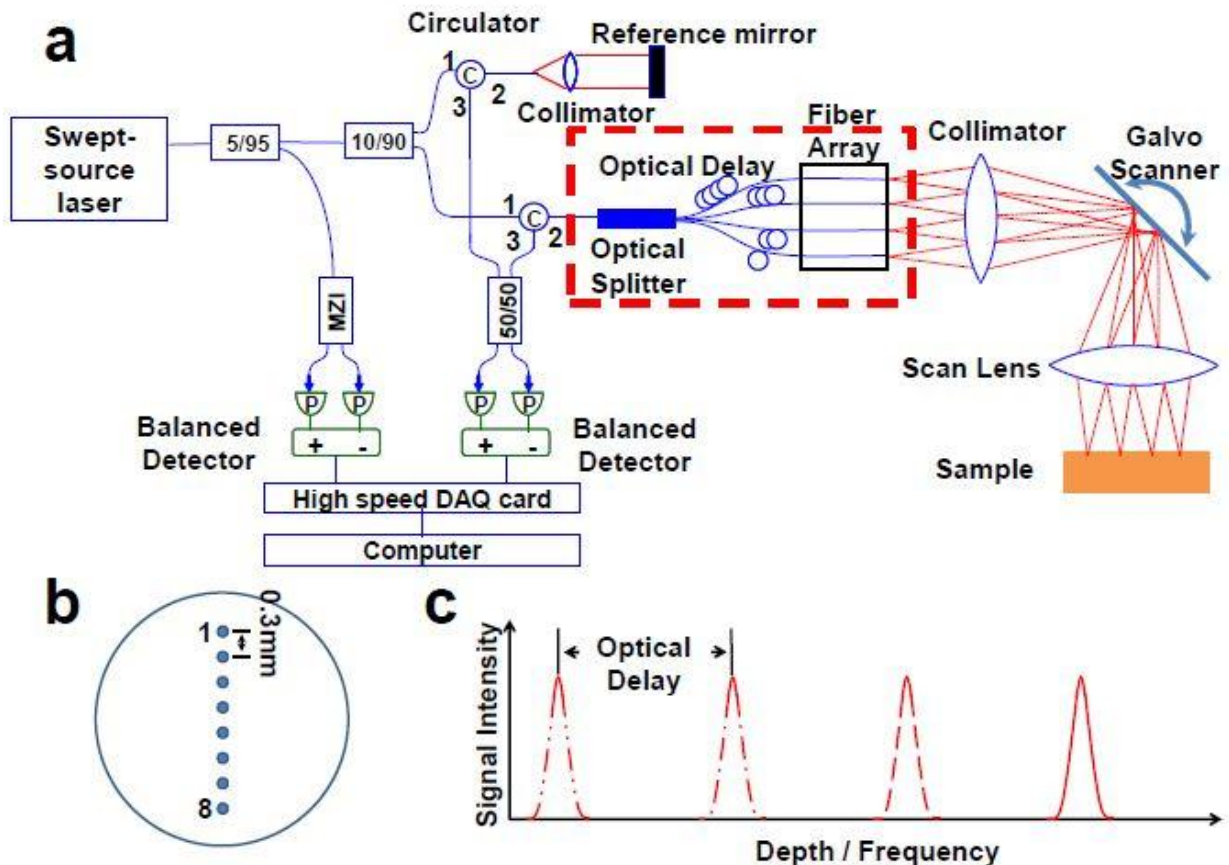 a
Circulator
Reference mirror
1
C
2
3
Collimator
Swept-
source
laser
5/95
10/90
Fiber
Array
Collimator
Galvo
Scanner
Optical Delay
1
C
2
3
Optical
Splitter
MZI
50/50
Scan Lens
P
P
P
P
Balanced
Detector
+ -
+ -
Balanced
Detector
Sample
High speed DAQ card
Computer
b
1
0.3mm
8
c
Optical
Delay
Signal Intensity
Depth / Frequency